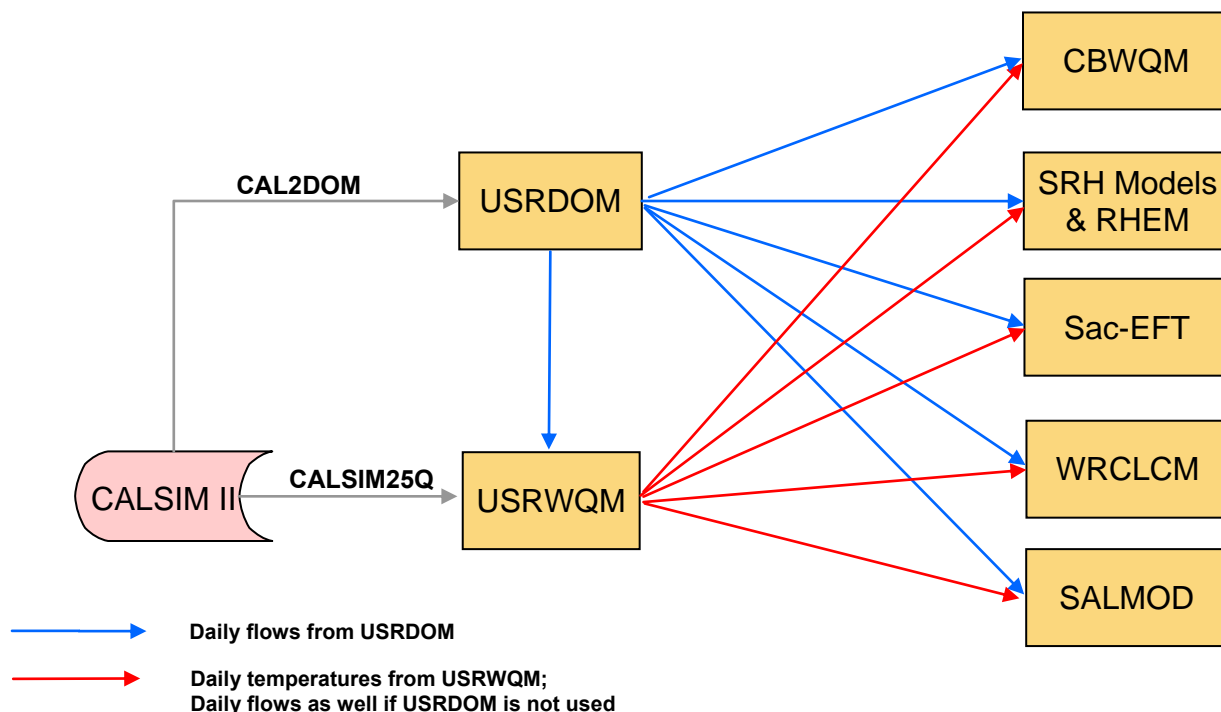 CBWQM
CAL2DOM
USRDOM
SRH Models
& RHEM
Sac-EFT
CALSIM II
CALSIM25Q
USRWQM
WRCLCM
SALMOD
Daily flows from USRDOM
Daily temperatures from USRWQM;
Daily flows as well if USRDOM is not used